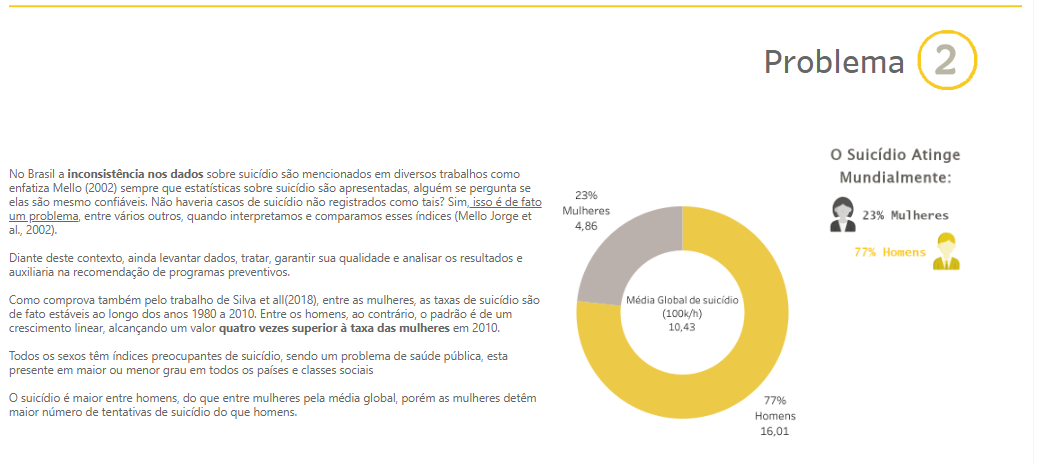 Problema 2
No Brasil a inconsistência nos dados sobre suicídio são mencionados em diversos trabalhos como
enfatiza Mello (2002) sempre que estatísticas sobre suicídio são apresentadas, alguém se pergunta se
elas são mesmo confiáveis. Não haveria casos de suicídio não registrados como tais? Sim, isso é de fato
um problema, entre vários outros, quando interpretamos e comparamos esses índices (Mello Jorge et
al., 2002).
Diante deste contexto, ainda levantar dados, tratar, garantir sua qualidade e analisar os resultados e
auxiliaria na recomendação de programas preventivos.
Como comprova também pelo trabalho de Silva et all(2018), entre as mulheres, as taxas de suicídio são
de fato estáveis ao longo dos anos 1980 a 2010. Entre os homens, ao contrário, o padrão é de um
crescimento linear, alcançando um valor quatro vezes superior à taxa das mulheres em 2010.
Todos os sexos têm índices preocupantes de suicídio, sendo um problema de saúde pública, esta
presente em maior ou menor grau em todos os países e classes sociais
O suicídio é maior entre homens, do que entre mulheres pela média global, porém as mulheres detêm
maior número de tentativas de suicídio do que homens.
23%
Mulheres
4,86
Média Global de suicídio
(100k/h)
10,43
77%
Homens
16,01
O Suicídio Atinge
Mundialmente:
23% Mulheres
77% Homens